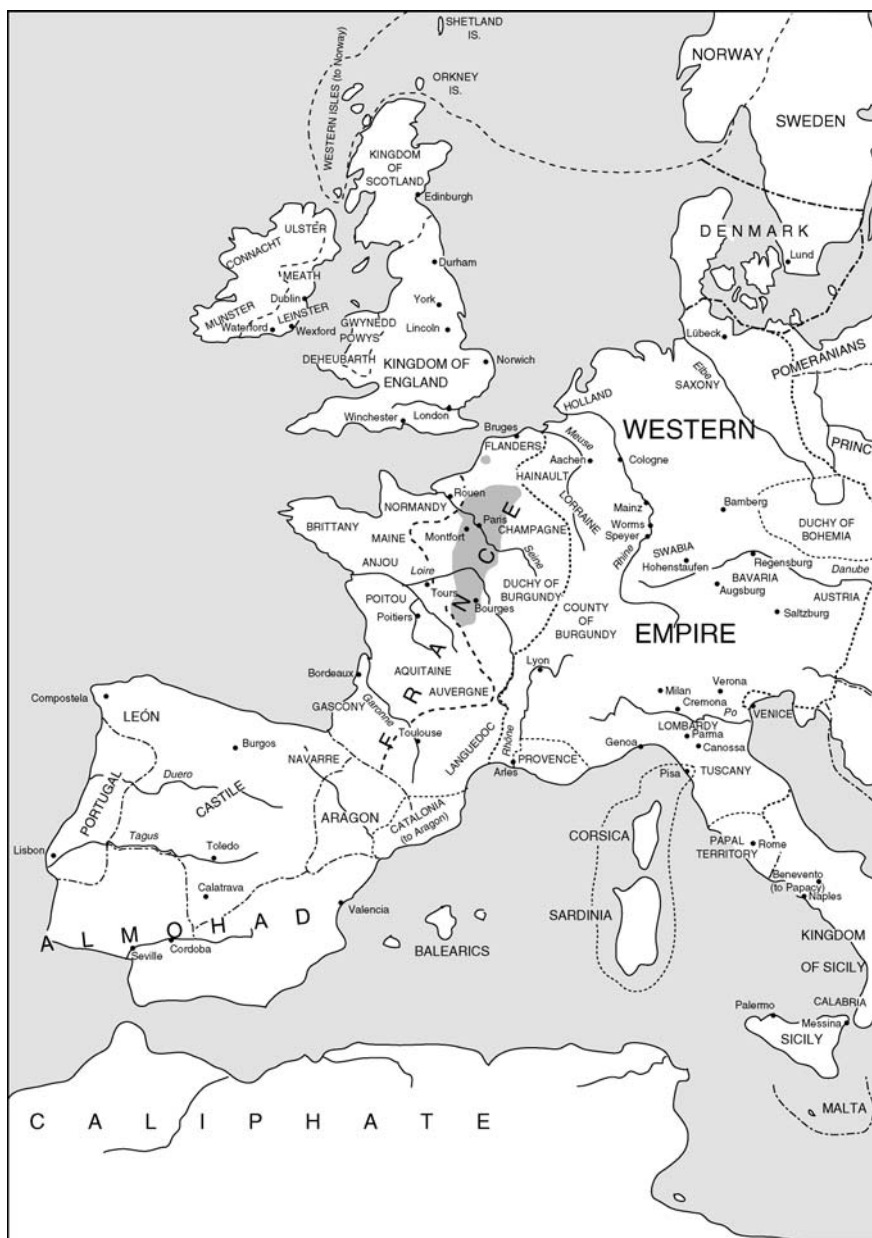 SHETLAND
IS.
NORWAY
WESTERN ISLES (to Norway)
ORKNEY
IS.
SWEDEN
KINGDOM
OF
SCOTLAND
Edinburgh
ULSTER
CONNACHT
DENMARK
Lund
Durham
MEATH
Dublin
MUNSTER
LEINSTER
Waterford
Wexford
York
GWYNEDD
POWYS
Lincoln
DEHEUBARTH
KINGDOM OF
ENGLAND
Norwich
Lübeck
POMERANIANS
Elbe
SAXONY
HOLLAND
London
Winchester
Bruges
FLANDERS
Meuse
WESTERN
PRINC
HAINAULT
Aachen
Cologne
LORRAINE
Rouen
NORMANDY
Mainz
Bamberg
BRITTANY
MAINE
Paris
Montfort
CHAMPAGNE
Worms
Speyer
DUCHY OF
BOHEMIA
Rhine
SWABIA
Hohenstaufen
Regensburg
Danube
ANJOU
Loire
Seine
BAVARIA
Augsburg
AUSTRIA
Tours
POITOU
Bourges
DUCHY OF
BURGUNDY
Poitiers
COUNTY
OF
BURGUNDY
Saltzburg
EMPIRE
FRANCE
Bordeaux
AQUITAINE
AUVERGNE
Lyon
Compostela
GASCONY
Garonne
Milan
Verona
Cremona
Po
VENICE
LEÓN
Toulouse
LANGUEDOC
Rhône
LOMBARDY
Parma
Canossa
Burgos
NAVARRE
Arles
PROVENCE
Genoa
Pisa
TUSCANY
PORTUGAL
Duero
CASTILE
ARAGON
CATALONIA
(to Aragon)
CORSICA
PAPAL
TERRITORY
Rome
Lisbon
Tagus
Toledo
Benevento
(to Papacy)
Naples
Calatrava
Valencia
SARDINIA
ALMOHAD
Seville
Cordoba
BALEARICS
KINGDOM
OF SICILY
Palermo
CALABRIA
Messina
SICILY
CALIPHATE
MALTA